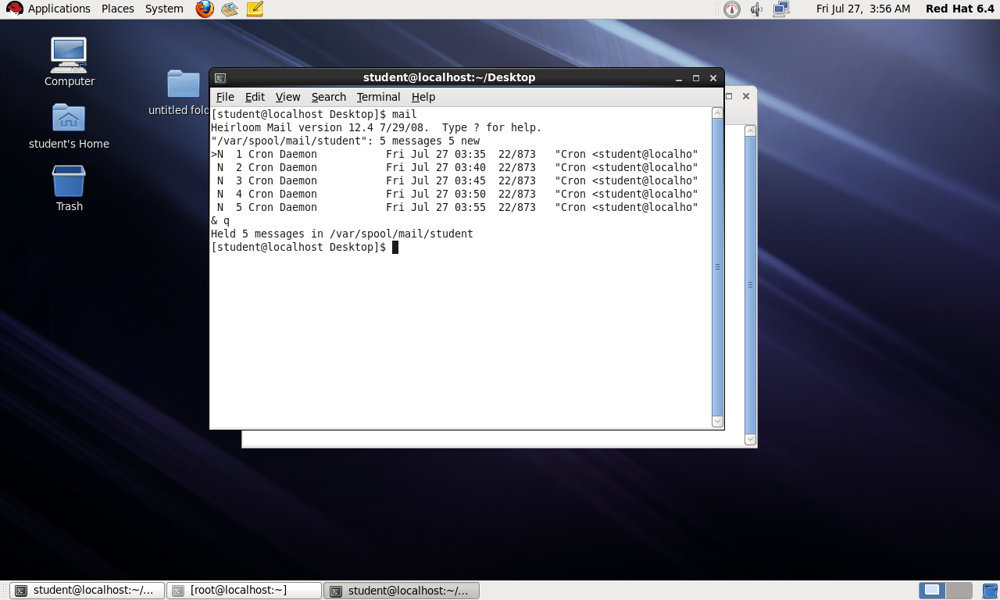 Applications Places System
Fri Jul 27, 3:56 AM Red Hat 6.4
Computer
untitled fold
student's Home
Trash
student@localhost:~/Desktop
File Edit View Search Terminal Help
[student@localhost Desktop]$ mail
Heirloom Mail version 12.4 7/29/08.  Type ? for help.
"/var/spool/mail/student": 5 messages 5 new
>N  1 Cron Daemon           Fri Jul 27 03:35  22/873   "Cron <student@localho"
 N  2 Cron Daemon           Fri Jul 27 03:40  22/873   "Cron <student@localho"
 N  3 Cron Daemon           Fri Jul 27 03:45  22/873   "Cron <student@localho"
 N  4 Cron Daemon           Fri Jul 27 03:50  22/873   "Cron <student@localho"
 N  5 Cron Daemon           Fri Jul 27 03:55  22/873   "Cron <student@localho"
& q
Held 5 messages in /var/spool/mail/student
[student@localhost Desktop]$
student@localhost:~/... [root@localhost:~] student@localhost:~/...